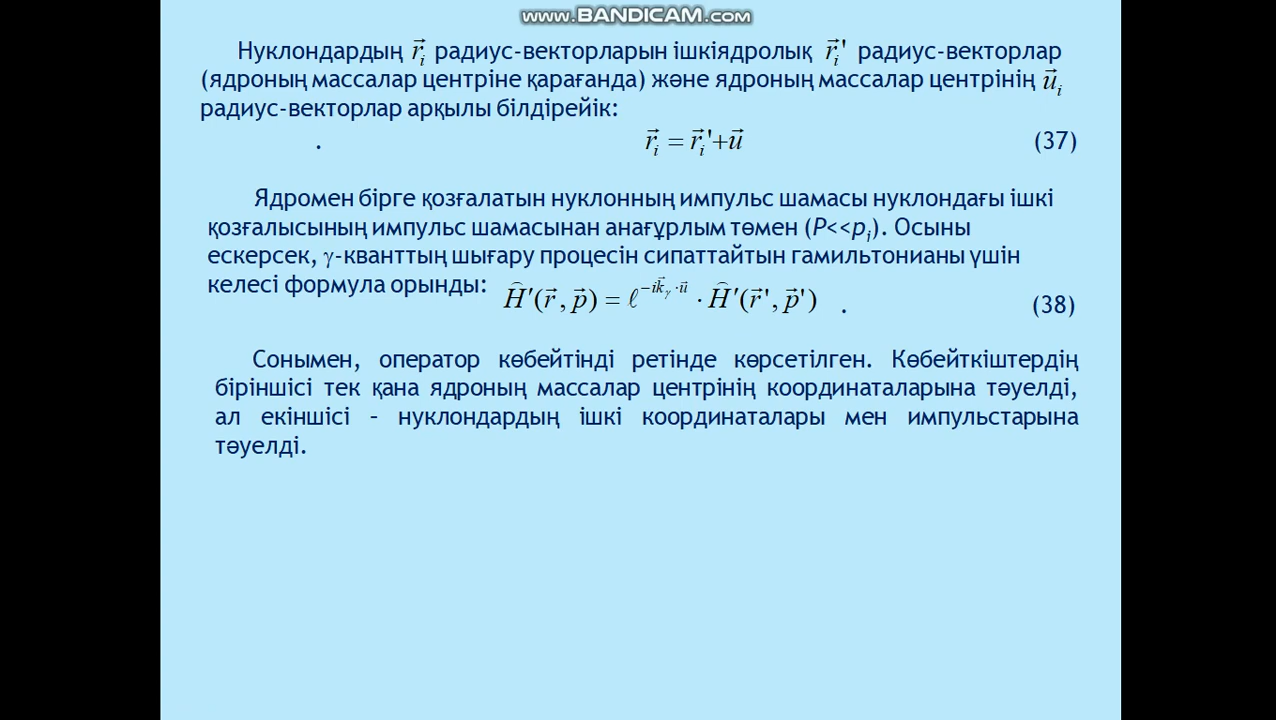 www.BANDICAM.com
Нуклондардың r⃗ᵢ радиус-векторларын ішкіядролық r⃗ᵢ' радиус-векторлар
(ядроның массалар центріне қарағанда) және ядроның массалар центрінің u⃗ᵢ
радиус-векторлар арқылы білдірейік:
. r⃗ᵢ = r⃗ᵢ'+u⃗ (37)
Ядромен бірге қозғалатын нуклонның импульс шамасы нуклондағы ішкі
қозғалысының импульс шамасынан анағұрлым төмен (P<<pᵢ). Осыны
ескерсек, γ-кванттың шығару процесін сипаттайтын гамильтонианы үшін
келесі формула орынды: Ĥ′(r⃗, p⃗) = ℓ^(−ik⃗_γ·u⃗) · Ĥ′(r⃗', p⃗') . (38)
Сонымен, оператор көбейтінді ретінде көрсетілген. Көбейткіштердің
біріншісі тек қана ядроның массалар центрінің координаталарына тәуелді,
ал екіншісі – нуклондардың ішкі координаталары мен импульстарына
тәуелді.